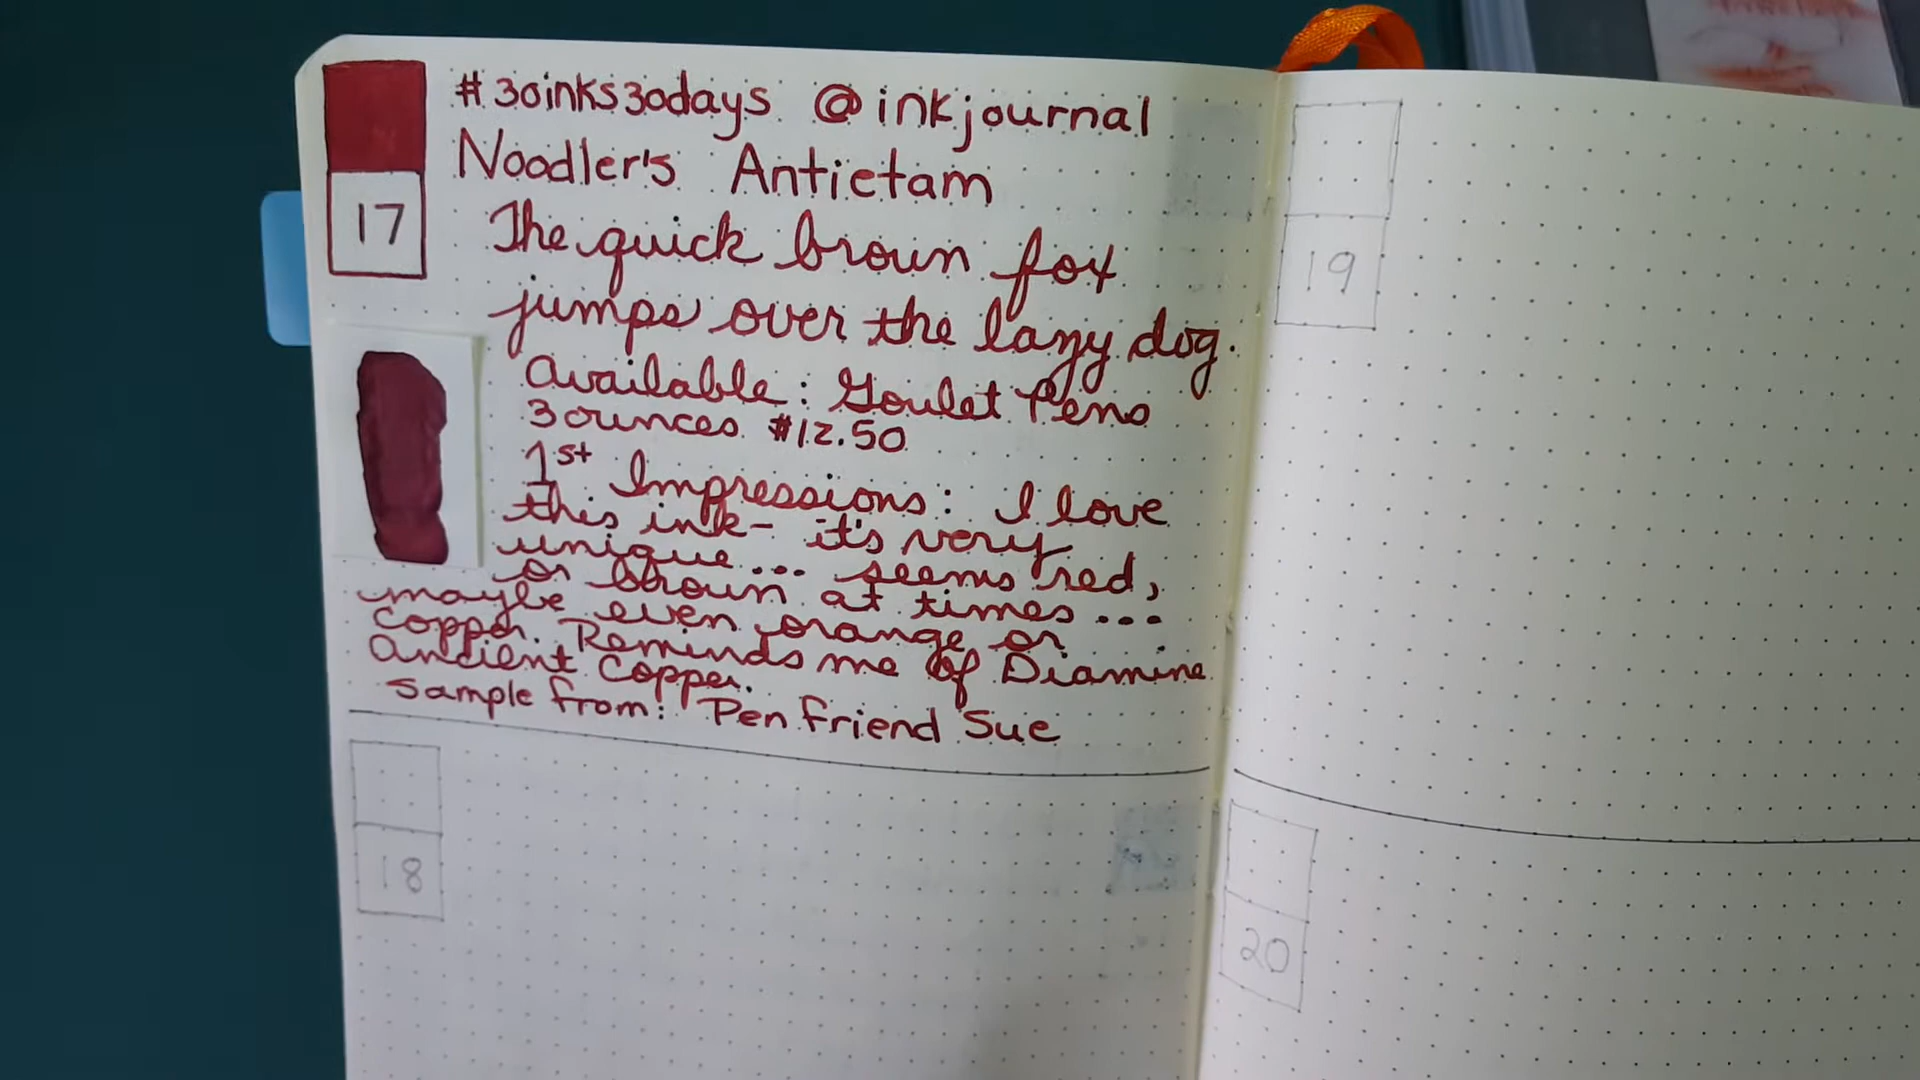 #30inks30days @inkjournal
Noodler's Antietam
17
The quick brown fox
jumps over the lazy dog.
Available: Goulet Pens
3 ounces $12.50
1st Impressions: I love
this ink- it's very
unique... seems red,
or brown at times...
maybe even orange or
copper. Reminds me of Diamine
Ancient Copper.
Sample from: Pen Friend Sue
18
19
20